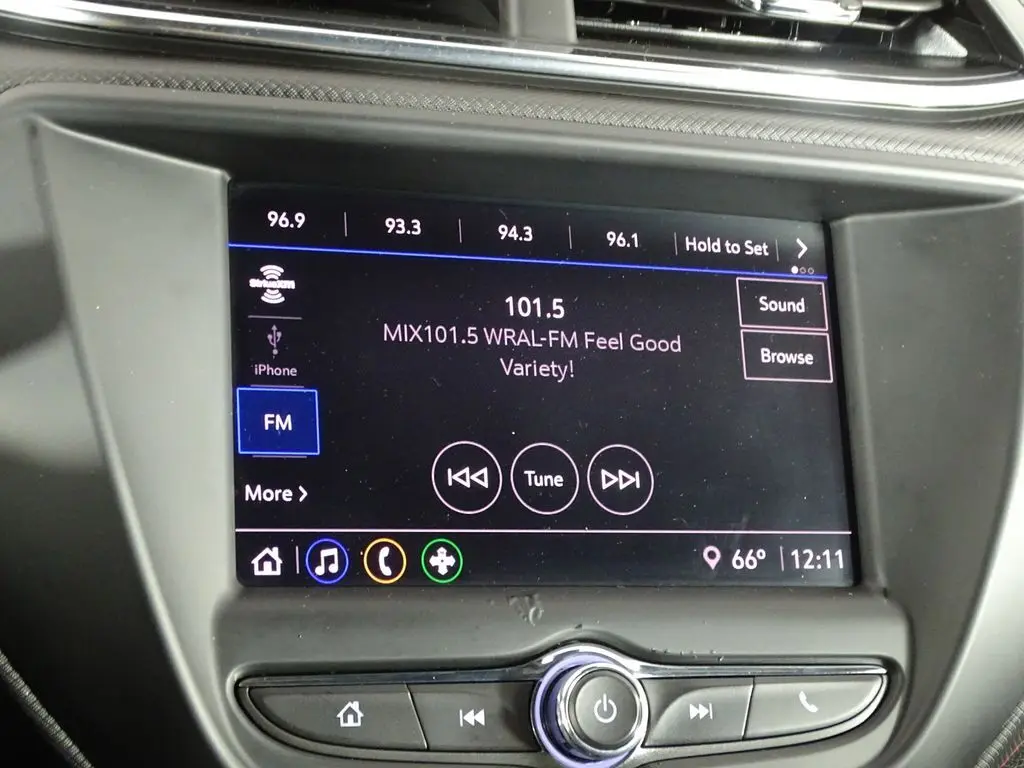 96.9 93.3 94.3 96.1 Hold to Set
SiriusXM
Sound
101.5
MIX101.5 WRAL-FM Feel Good
Variety!
Browse
iPhone
FM
Tune
More
66° 12:11